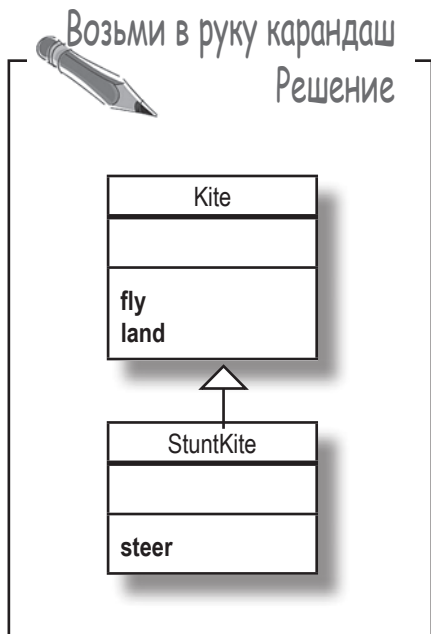 Возьми в руку карандаш
Решение
Kite
fly
land
StuntKite
steer